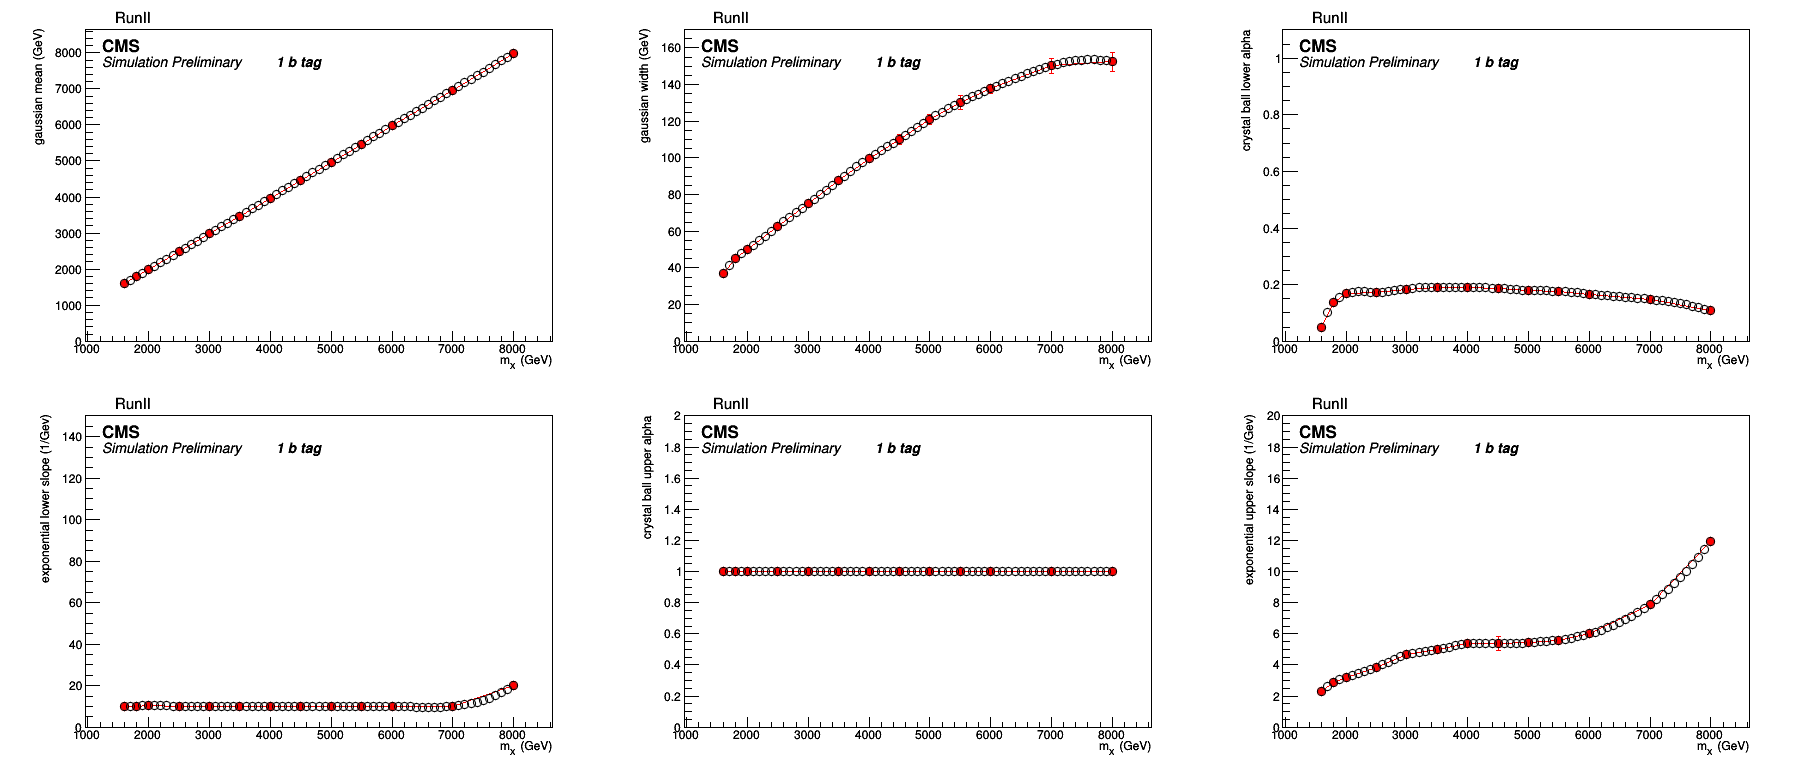 RunII
CMS
Simulation Preliminary 1 b tag
gaussian mean (GeV)
8000
7000
6000
5000
4000
3000
2000
1000
0
1000 2000 3000 4000 5000 6000 7000 8000
mx (GeV)
RunII
CMS
Simulation Preliminary 1 b tag
gaussian width (GeV)
160
140
120
100
80
60
40
20
0
1000 2000 3000 4000 5000 6000 7000 8000
mx (GeV)
RunII
CMS
Simulation Preliminary 1 b tag
crystal ball lower alpha
1
0.8
0.6
0.4
0.2
0
1000 2000 3000 4000 5000 6000 7000 8000
mx (GeV)
RunII
CMS
Simulation Preliminary 1 b tag
exponential lower slope (1/Gev)
140
120
100
80
60
40
20
0
1000 2000 3000 4000 5000 6000 7000 8000
mx (GeV)
RunII
CMS
Simulation Preliminary 1 b tag
crystal ball upper alpha
2
1.8
1.6
1.4
1.2
1
0.8
0.6
0.4
0.2
0
1000 2000 3000 4000 5000 6000 7000 8000
mx (GeV)
RunII
CMS
Simulation Preliminary 1 b tag
exponential upper slope (1/Gev)
20
18
16
14
12
10
8
6
4
2
0
1000 2000 3000 4000 5000 6000 7000 8000
mx (GeV)